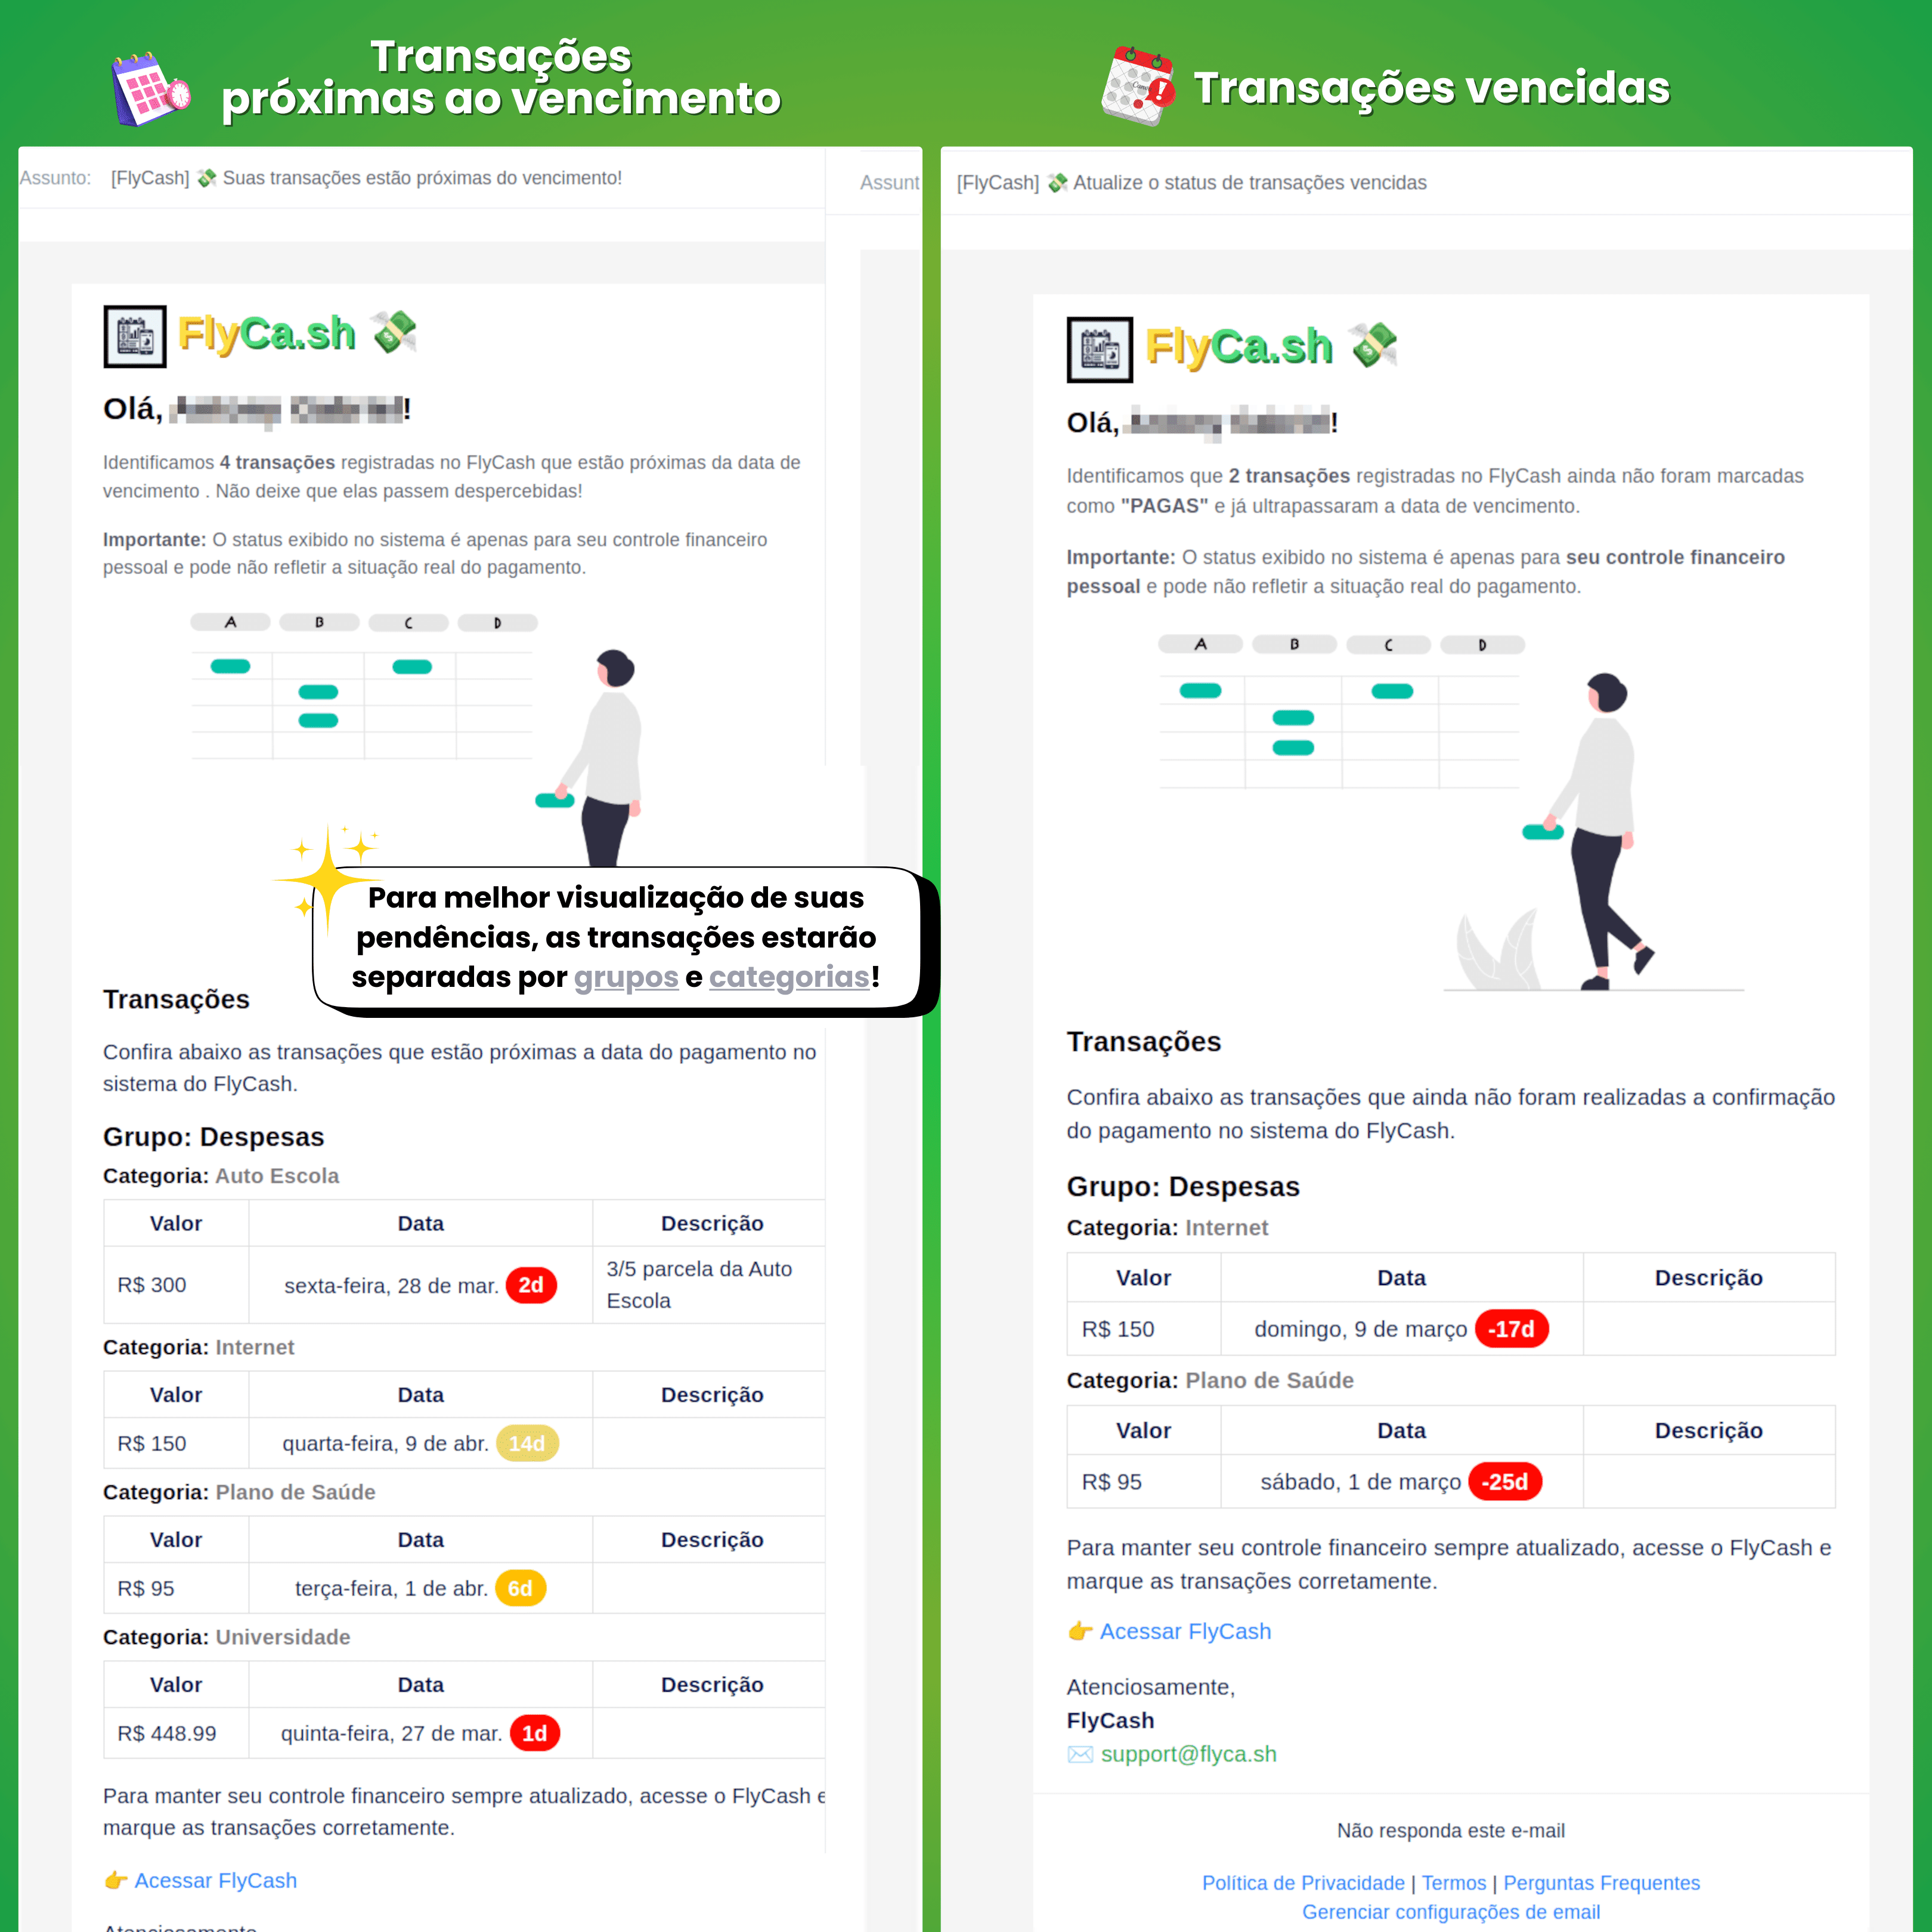 Transações
próximas ao vencimento
Transações vencidas
Assunto: [FlyCash] 💸 Suas transações estão próximas do vencimento!
FlyCa.sh 💸
Olá, !
Identificamos 4 transações registradas no FlyCash que estão próximas da data de
vencimento . Não deixe que elas passem despercebidas!
Importante: O status exibido no sistema é apenas para seu controle financeiro
pessoal e pode não refletir a situação real do pagamento.
A B C D
Para melhor visualização de suas
pendências, as transações estarão
separadas por grupos e categorias!
Transações
Confira abaixo as transações que estão próximas a data do pagamento no
sistema do FlyCash.
Grupo: Despesas
Categoria: Auto Escola
Valor Data Descrição
R$ 300 sexta-feira, 28 de mar. 2d 3/5 parcela da Auto
Escola
Categoria: Internet
Valor Data Descrição
R$ 150 quarta-feira, 9 de abr. 14d
Categoria: Plano de Saúde
Valor Data Descrição
R$ 95 terça-feira, 1 de abr. 6d
Categoria: Universidade
Valor Data Descrição
R$ 448.99 quinta-feira, 27 de mar. 1d
Para manter seu controle financeiro sempre atualizado, acesse o FlyCash e
marque as transações corretamente.
👉 Acessar FlyCash
Assunt
[FlyCash] 💸 Atualize o status de transações vencidas
FlyCa.sh 💸
Olá, !
Identificamos que 2 transações registradas no FlyCash ainda não foram marcadas
como "PAGAS" e já ultrapassaram a data de vencimento.
Importante: O status exibido no sistema é apenas para seu controle financeiro
pessoal e pode não refletir a situação real do pagamento.
A B C D
Transações
Confira abaixo as transações que ainda não foram realizadas a confirmação
do pagamento no sistema do FlyCash.
Grupo: Despesas
Categoria: Internet
Valor Data Descrição
R$ 150 domingo, 9 de março -17d
Categoria: Plano de Saúde
Valor Data Descrição
R$ 95 sábado, 1 de março -25d
Para manter seu controle financeiro sempre atualizado, acesse o FlyCash e
marque as transações corretamente.
👉 Acessar FlyCash
Atenciosamente,
FlyCash
✉️ support@flyca.sh
Não responda este e-mail
Política de Privacidade | Termos | Perguntas Frequentes
Gerenciar configurações de email